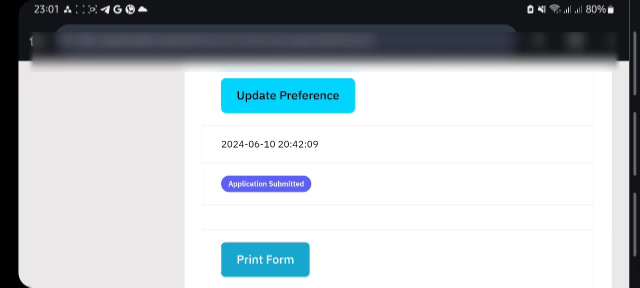 23:01 80%
Update Preference
2024-06-10 20:42:09
Application Submitted
Print Form